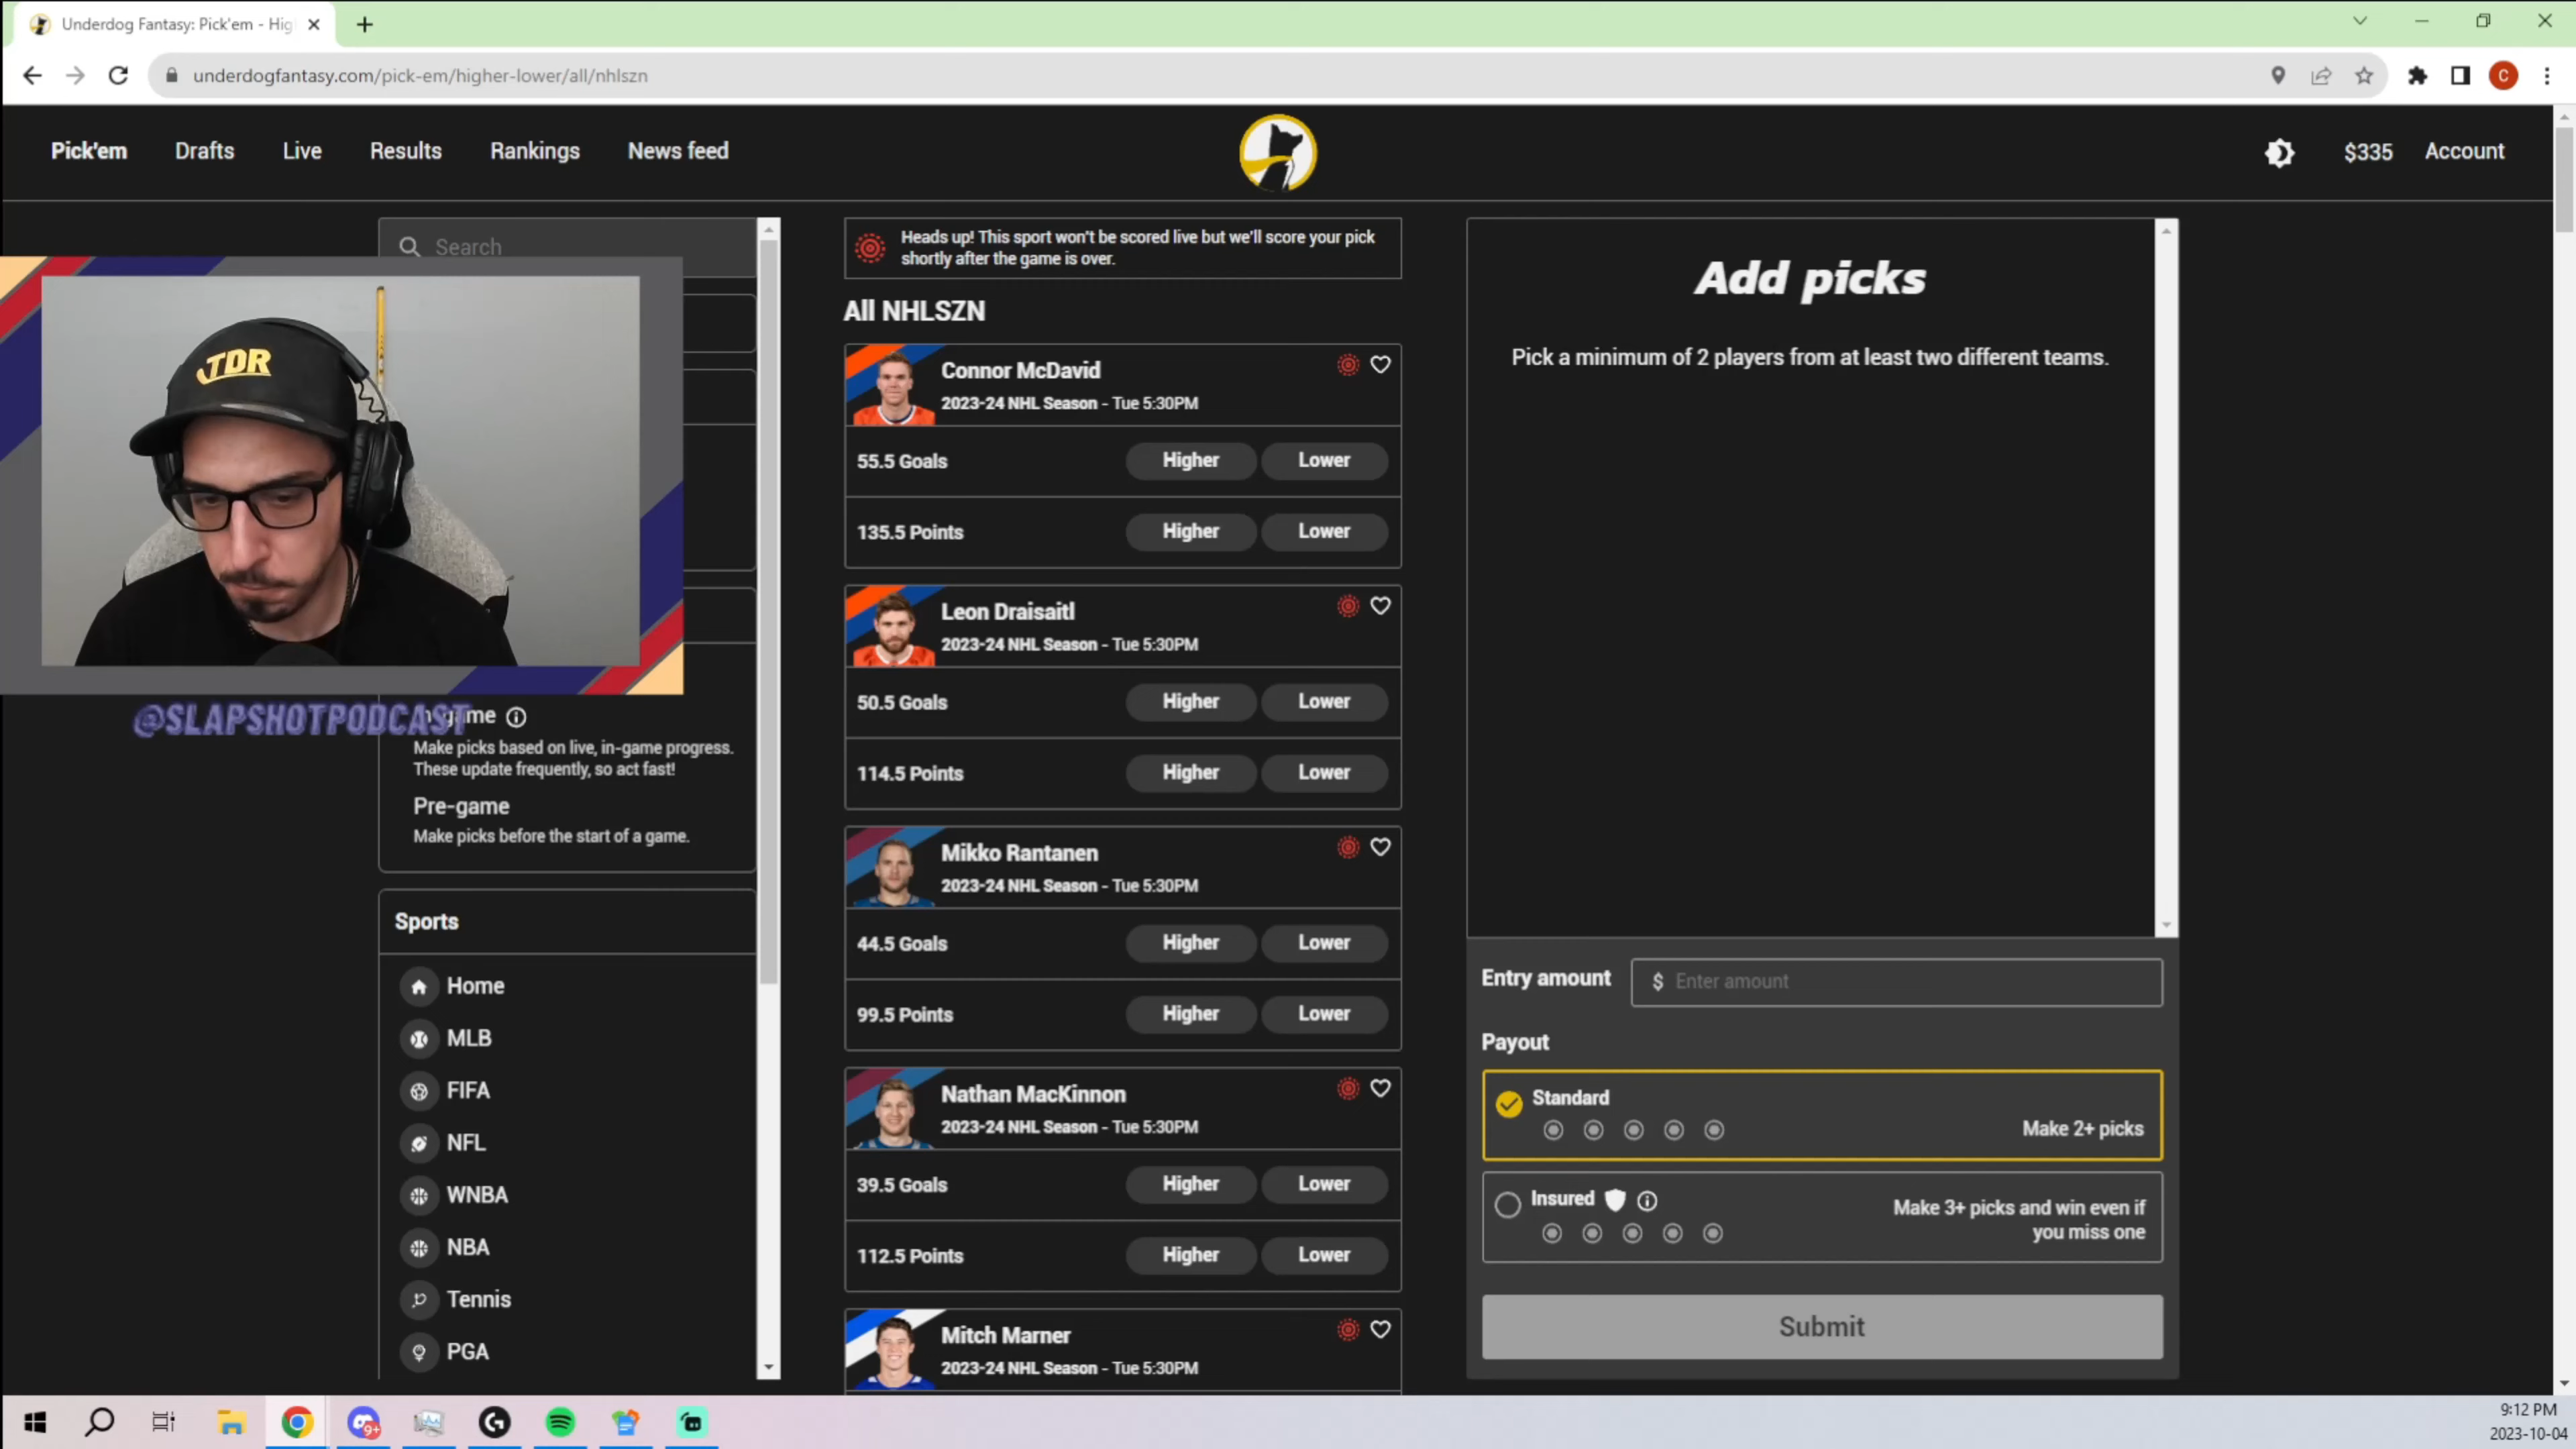 Underdog Fantasy: Pick'em - Hig
underdogfantasy.com/pick-em/higher-lower/all/nhlszn
C
Pick'em
Drafts
Live
Results
Rankings
News feed
$335
Account
Search
TDR
@SLAPSHOTPODCAST
Make picks based on live, in-game progress.
These update frequently, so act fast!
Pre-game
Make picks before the start of a game.
Sports
Home
MLB
FIFA
NFL
WNBA
NBA
Tennis
PGA
Heads up! This sport won't be scored live but we'll score your pick
shortly after the game is over.
All NHLSZN
Connor McDavid
2023-24 NHL Season - Tue 5:30PM
55.5 Goals Higher Lower
135.5 Points Higher Lower
Leon Draisaitl
2023-24 NHL Season - Tue 5:30PM
50.5 Goals Higher Lower
114.5 Points Higher Lower
Mikko Rantanen
2023-24 NHL Season - Tue 5:30PM
44.5 Goals Higher Lower
99.5 Points Higher Lower
Nathan MacKinnon
2023-24 NHL Season - Tue 5:30PM
39.5 Goals Higher Lower
112.5 Points Higher Lower
Mitch Marner
2023-24 NHL Season - Tue 5:30PM
Add picks
Pick a minimum of 2 players from at least two different teams.
Entry amount $ Enter amount
Payout
Standard
Make 2+ picks
Insured
Make 3+ picks and win even if
you miss one
Submit
9+
9:12 PM
2023-10-04